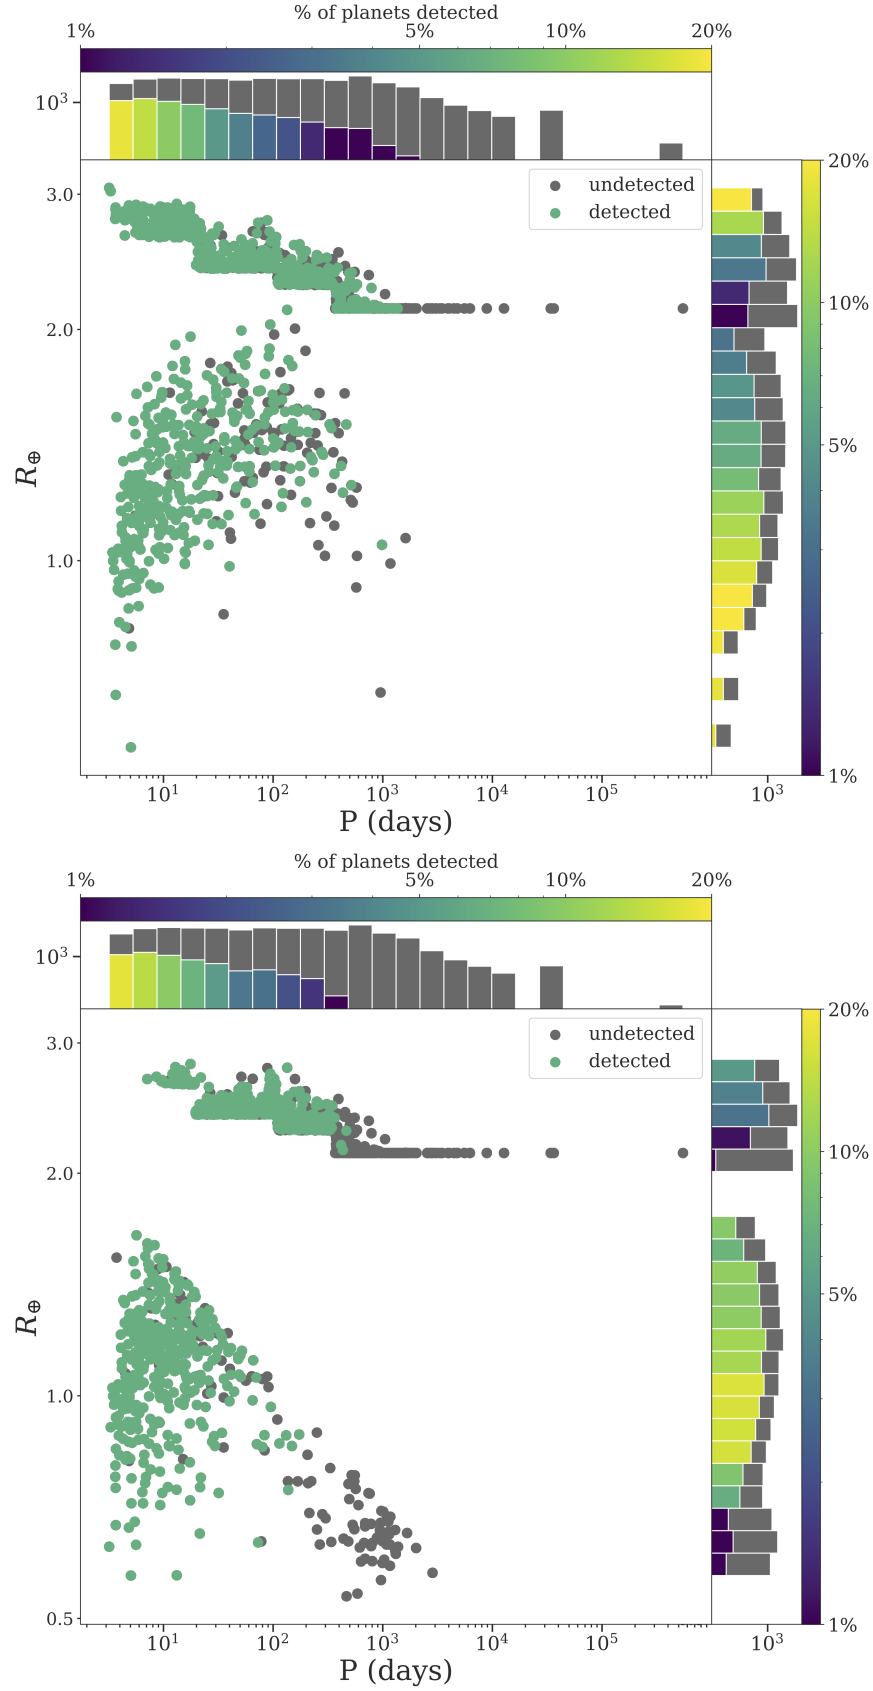 % of planets detected
1% 5% 10% 20%
10³
20%
3.0
undetected
detected
10%
2.0
R⊕
5%
1.0
1%
10¹ 10² 10³ 10⁴ 10⁵ 10³
P (days)
% of planets detected
1% 5% 10% 20%
10³
20%
3.0
undetected
detected
10%
2.0
R⊕
5%
1.0
0.5
1%
10¹ 10² 10³ 10⁴ 10⁵ 10³
P (days)